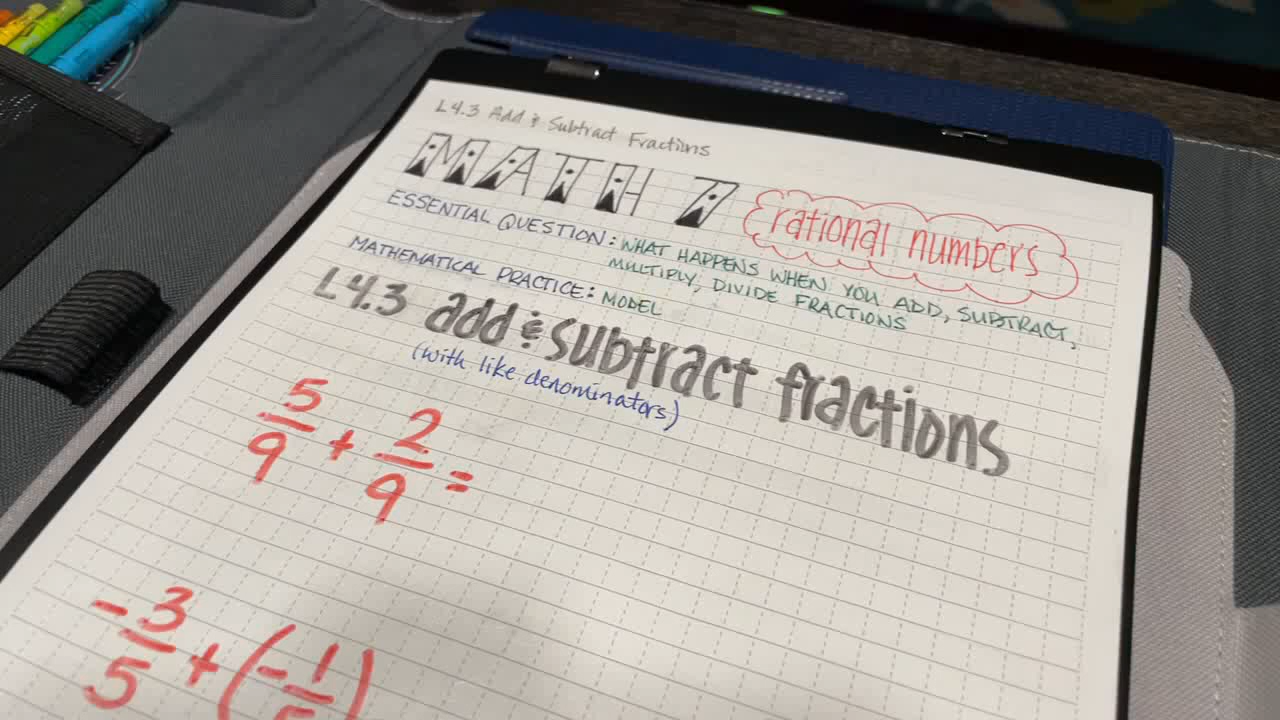 L4.3 Add & Subtract Fractions
MATH 7
rational numbers
ESSENTIAL QUESTION: WHAT HAPPENS WHEN YOU ADD, SUBTRACT,
MULTIPLY, DIVIDE FRACTIONS
MATHEMATICAL PRACTICE: MODEL
L4.3 add & subtract fractions
(with like denominators)
5/9 + 2/9 =
-3/5 + (-1/